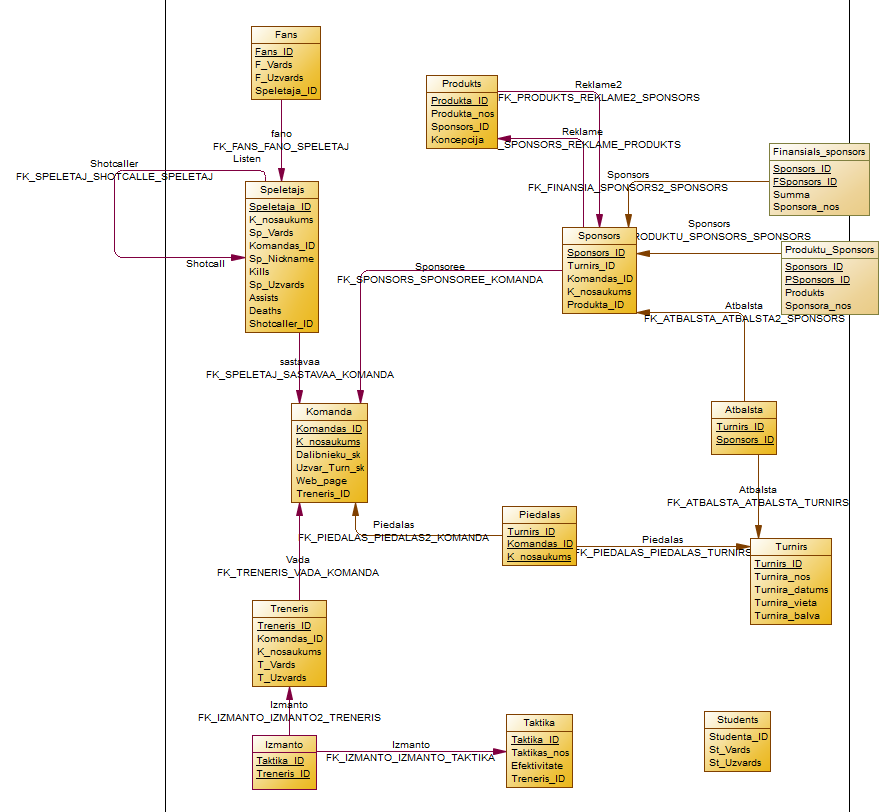 Fans
Fans_ID
F_Vards
F_Uzvards
Speletaja_ID
Produkts
Produkta_ID
Produkta_nos
Sponsors_ID
Koncepcija
Reklame2
FK_PRODUKTS_REKLAME2_SPONSORS
Reklame
_SPONSORS_REKLAME_PRODUKTS
fano
FK_FANS_FANO_SPELETAJ
Listen
Shotcaller
FK_SPELETAJ_SHOTCALLE_SPELETAJ
Shotcall
Finansials_sponsors
Sponsors_ID
FSponsors_ID
Summa
Sponsora_nos
Sponsors
FK_FINANSIA_SPONSORS2_SPONSORS
Speletajs
Speletaja_ID
K_nosaukums
Sp_Vards
Komandas_ID
Sp_Nickname
Kills
Sp_Uzvards
Assists
Deaths
Shotcaller_ID
Sponsors
Sponsors_ID
Turnirs_ID
Komandas_ID
K_nosaukums
Produkta_ID
Sponsors
RODUKTU_SPONSORS_SPONSORS
Produktu_Sponsors
Sponsors_ID
PSponsors_ID
Produkts
Sponsora_nos
Sponsoree
FK_SPONSORS_SPONSOREE_KOMANDA
Atbalsta
FK_ATBALSTA_ATBALSTA2_SPONSORS
sastavaa
FK_SPELETAJ_SASTAVAA_KOMANDA
Komanda
Komandas_ID
K_nosaukums
Dalibnieku_sk
Uzvar_Turn_sk
Web_page
Treneris_ID
Atbalsta
Turnirs_ID
Sponsors_ID
Atbalsta
FK_ATBALSTA_ATBALSTA_TURNIRS
Piedalas
Turnirs_ID
Komandas_ID
K_nosaukums
Piedalas
FK_PIEDALAS_PIEDALAS2_KOMANDA
Piedalas
FK_PIEDALAS_PIEDALAS_TURNIRS
Turnirs
Turnirs_ID
Turnira_nos
Turnira_datums
Turnira_vieta
Turnira_balva
Vada
FK_TRENERIS_VADA_KOMANDA
Treneris
Treneris_ID
Komandas_ID
K_nosaukums
T_Vards
T_Uzvards
Izmanto
FK_IZMANTO_IZMANTO2_TRENERIS
Izmanto
Taktika_ID
Treneris_ID
Izmanto
FK_IZMANTO_IZMANTO_TAKTIKA
Taktika
Taktika_ID
Taktikas_nos
Efektivitate
Treneris_ID
Students
Studenta_ID
St_Vards
St_Uzvards